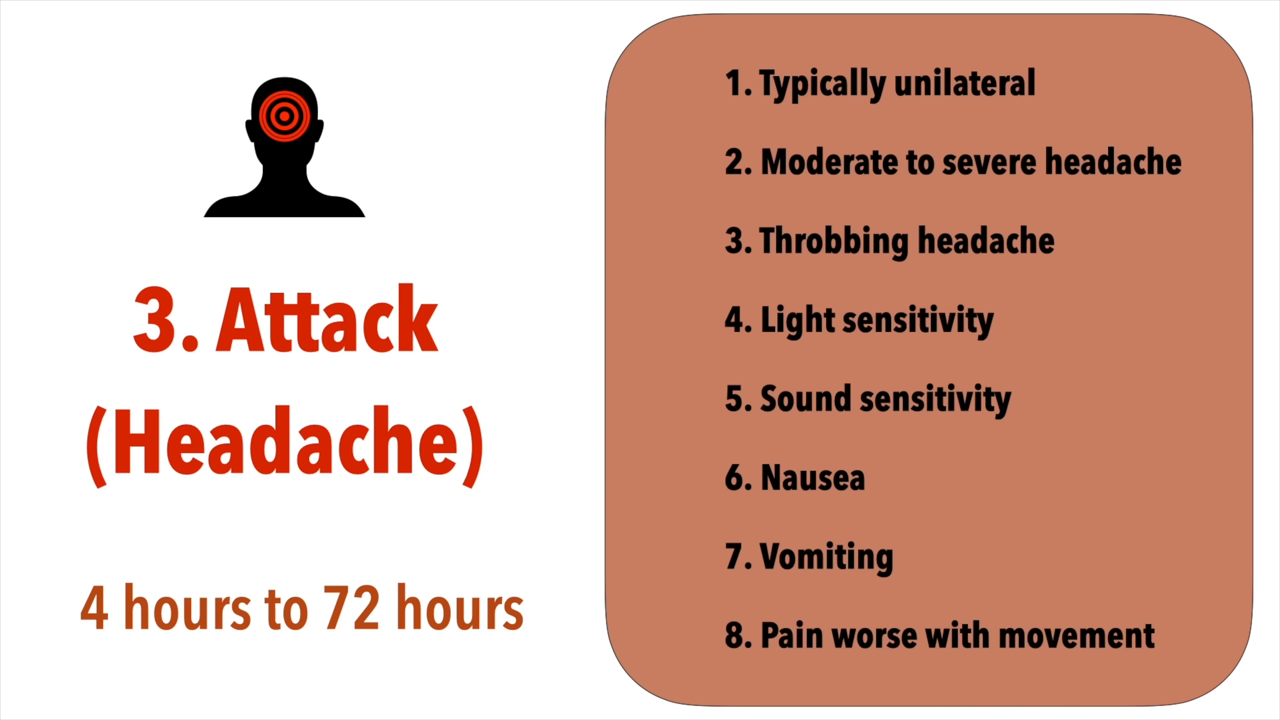 3. Attack
(Headache)
4 hours to 72 hours
1. Typically unilateral
2. Moderate to severe headache
3. Throbbing headache
4. Light sensitivity
5. Sound sensitivity
6. Nausea
7. Vomiting
8. Pain worse with movement